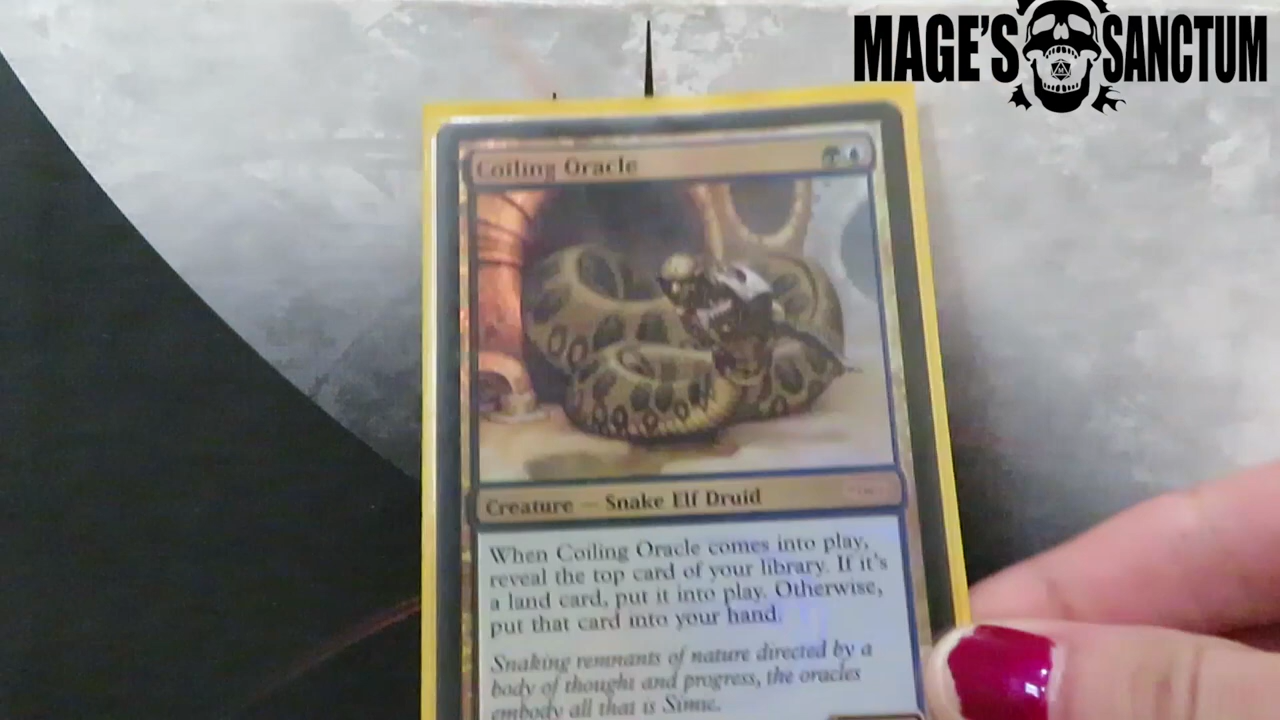 MAGE'S SANCTUM
Coiling Oracle
Creature — Snake Elf Druid
When Coiling Oracle comes into play,
reveal the top card of your library. If it's
a land card, put it into play. Otherwise,
put that card into your hand.
Snaking remnants of nature directed by a
body of thought and progress, the oracles
embody all that is Simic.